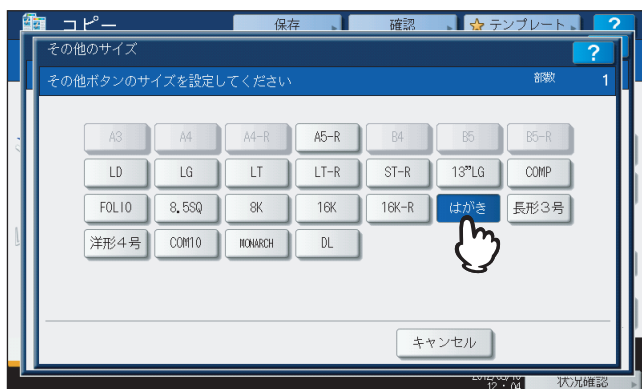 コピー 保存 確認 テンプレート ?
その他のサイズ ?
その他ボタンのサイズを設定してください 部数 1
A3 A4 A4-R A5-R B4 B5 B5-R
LD LG LT LT-R ST-R 13"LG COMP
FOLIO 8.5SQ 8K 16K 16K-R はがき 長形3号
洋形4号 COM10 MONARCH DL
キャンセル
12:04 状況確認